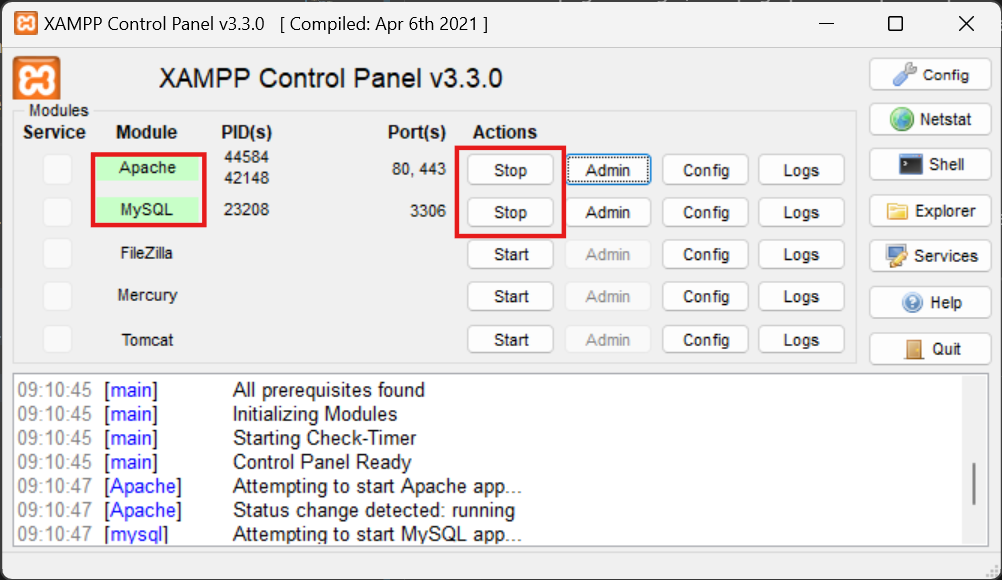 XAMPP Control Panel v3.3.0 [ Compiled: Apr 6th 2021 ]
XAMPP Control Panel v3.3.0
Config
Modules
Service Module PID(s) Port(s) Actions
Netstat
Apache 44584 42148 80, 443 Stop Admin Config Logs
Shell
MySQL 23208 3306 Stop Admin Config Logs
Explorer
FileZilla Start Admin Config Logs
Services
Mercury Start Admin Config Logs
Help
Tomcat Start Admin Config Logs
Quit
09:10:45 [main] All prerequisites found
09:10:45 [main] Initializing Modules
09:10:45 [main] Starting Check-Timer
09:10:45 [main] Control Panel Ready
09:10:47 [Apache] Attempting to start Apache app...
09:10:47 [Apache] Status change detected: running
09:10:47 [mysql] Attempting to start MySQL app...